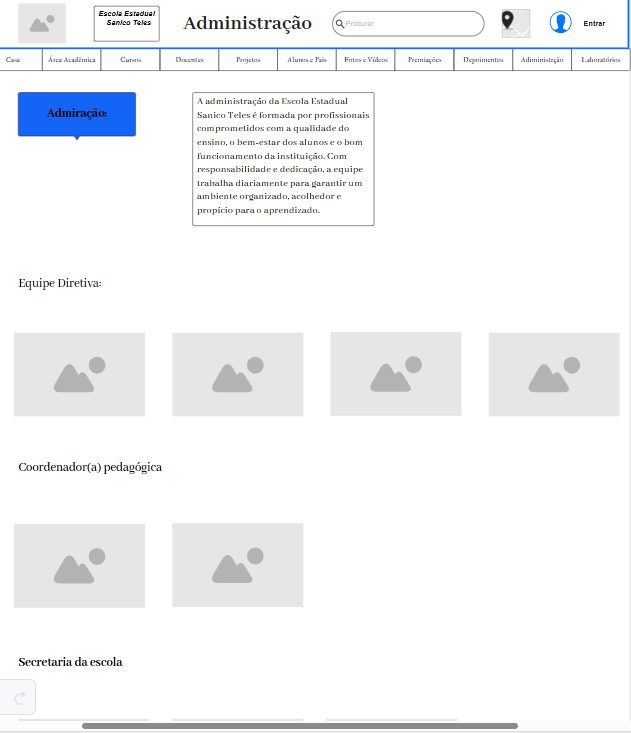 Escola Estadual
Sanico Teles
Administração
Procurar
Entrar
Casa
Área Acadêmica
Cursos
Docentes
Projetos
Alunos e Pais
Fotos e Vídeos
Premiações
Depoimentos
Administração
Laboratórios
Admiração:
A administração da Escola Estadual
Sanico Teles é formada por profissionais
comprometidos com a qualidade do
ensino, o bem-estar dos alunos e o bom
funcionamento da instituição. Com
responsabilidade e dedicação, a equipe
trabalha diariamente para garantir um
ambiente organizado, acolhedor e
propício para o aprendizado.
Equipe Diretiva:
Coordenador(a) pedagógica
Secretaria da escola